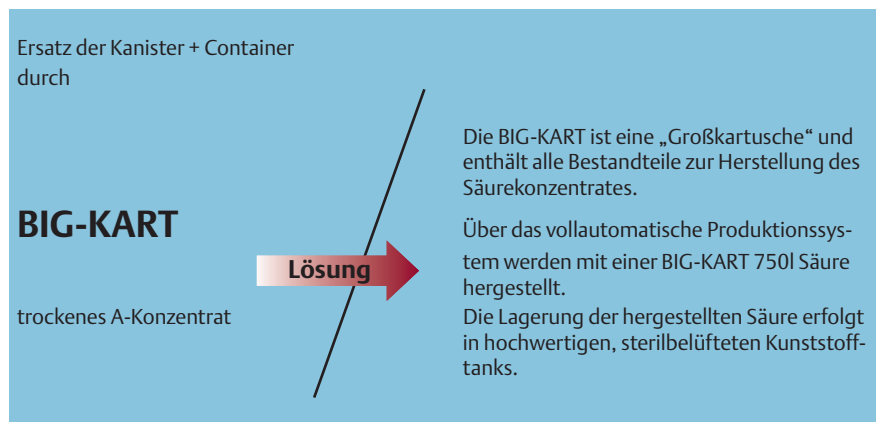 Ersatz der Kanister + Container
durch
BIG-KART
trockenes A-Konzentrat
Lösung
Die BIG-KART ist eine „Großkartusche“ und
enthält alle Bestandteile zur Herstellung des
Säurekonzentrates.
Über das vollautomatische Produktionssys-
tem werden mit einer BIG-KART 750l Säure
hergestellt.
Die Lagerung der hergestellten Säure erfolgt
in hochwertigen, sterilbelüfteten Kunststoff-
tanks.